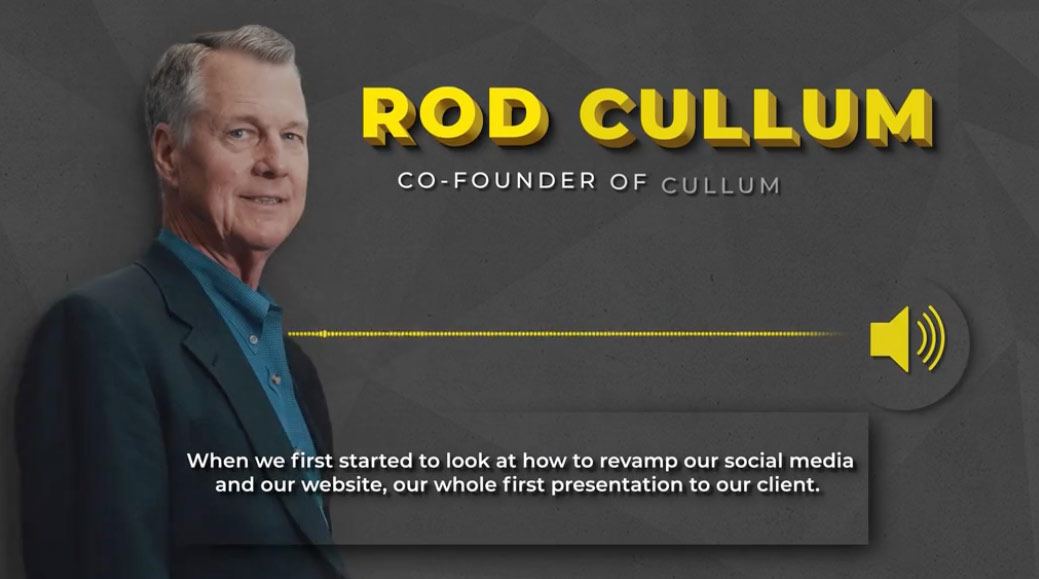 ROD CULLUM
CO-FOUNDER OF CULLUM
When we first started to look at how to revamp our social media
and our website, our whole first presentation to our client.